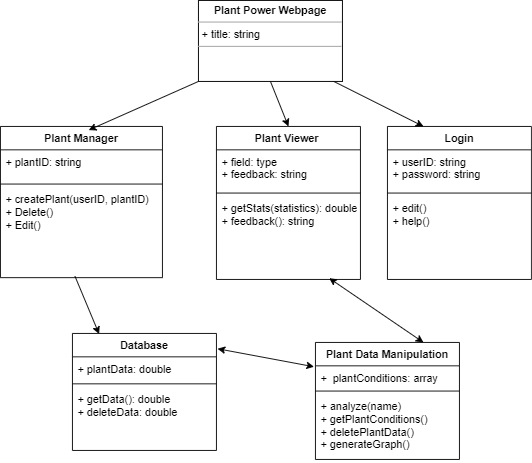 Plant Power Webpage
+ title: string
Plant Manager
+ plantID: string
+ createPlant(userID, plantID)
+ Delete()
+ Edit()
Plant Viewer
+ field: type
+ feedback: string
+ getStats(statistics): double
+ feedback(): string
Login
+ userID: string
+ password: string
+ edit()
+ help()
Database
+ plantData: double
+ getData(): double
+ deleteData: double
Plant Data Manipulation
+ plantConditions: array
+ analyze(name)
+ getPlantConditions()
+ deletePlantData()
+ generateGraph()